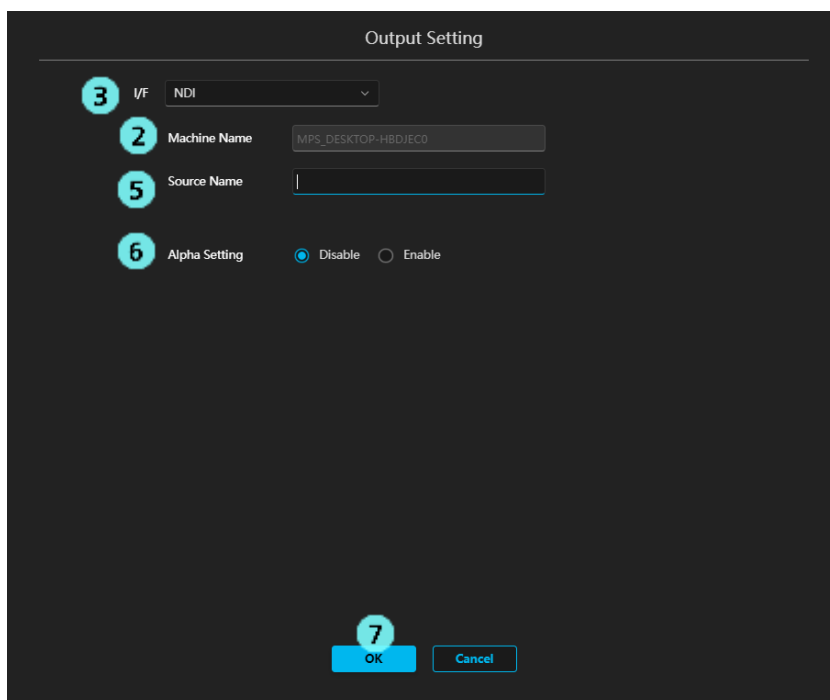 Output Setting
3 I/F NDI
2 Machine Name MPS_DESKTOP-HBDJEC0
5 Source Name
6 Alpha Setting Disable Enable
7
OK Cancel